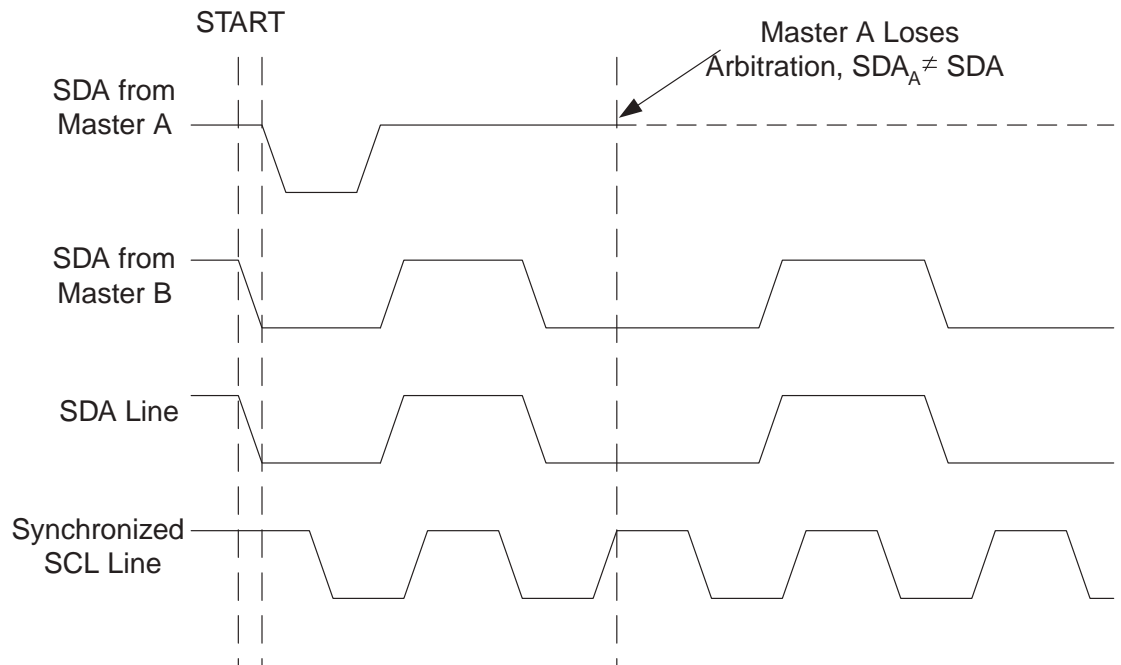 START
Master A Loses
Arbitration, SDA_A ≠ SDA
SDA from
Master A
SDA from
Master B
SDA Line
Synchronized
SCL Line